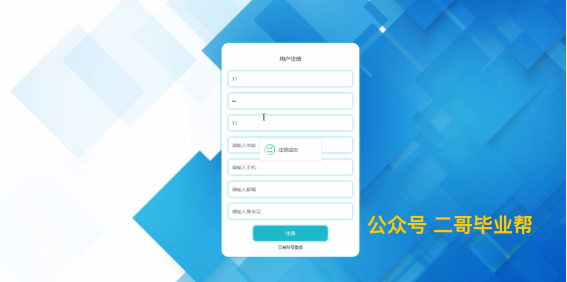 用户注册
11
••
11
请输入年龄
注册成功
请输入手机
请输入邮箱
请输入身份证
注册
已有账号登录
公众号 二哥毕业帮